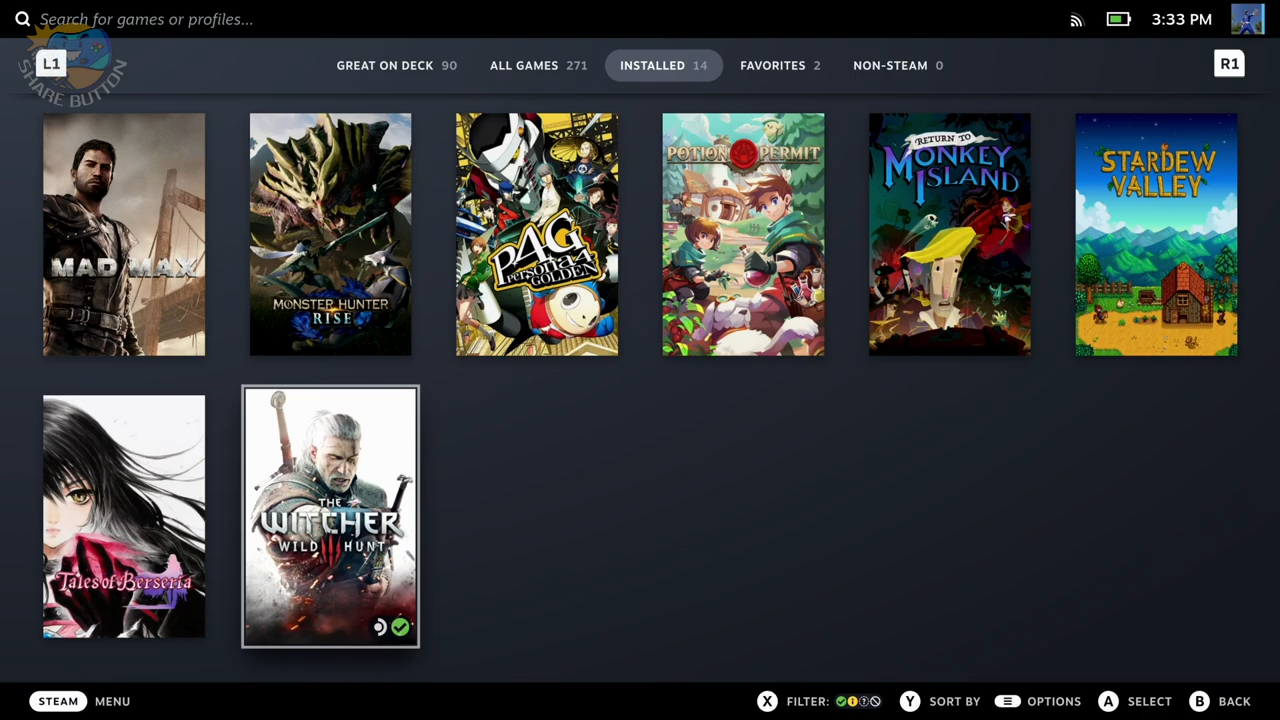 Search for games or profiles...
3:33 PM
L1
GREAT ON DECK 90
ALL GAMES 271
INSTALLED 14
FAVORITES 2
NON-STEAM 0
R1
SHARE BUTTON
MAD MAX
MONSTER HUNTER
RISE
P4G
PERSONA4
GOLDEN
POTION PERMIT
RETURN TO
MONKEY
ISLAND
STARDEW
VALLEY
Tales of Berseria
THE
WITCHER
WILD III HUNT
STEAM MENU
X FILTER:
Y SORT BY
OPTIONS
A SELECT
B BACK